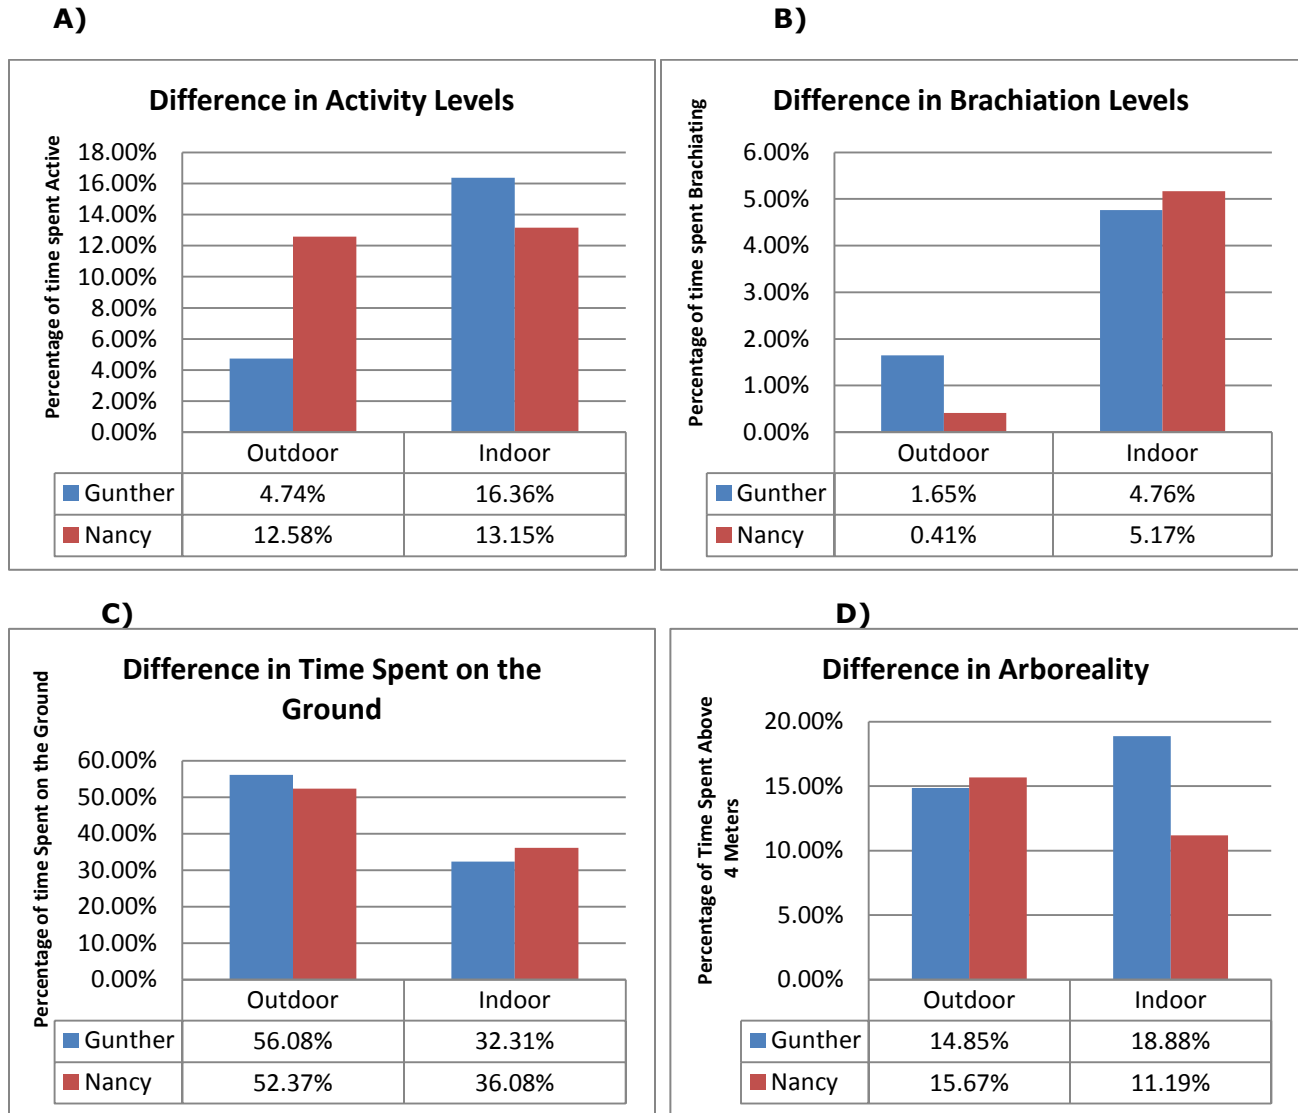 A)
Difference in Activity Levels
Percentage of time spent Active
18.00%
16.00%
14.00%
12.00%
10.00%
8.00%
6.00%
4.00%
2.00%
0.00%
Outdoor Indoor
Gunther 4.74% 16.36%
Nancy 12.58% 13.15%
B)
Difference in Brachiation Levels
Percentage of time spent Brachiating
6.00%
5.00%
4.00%
3.00%
2.00%
1.00%
0.00%
Outdoor Indoor
Gunther 1.65% 4.76%
Nancy 0.41% 5.17%
C)
Difference in Time Spent on the
Ground
Percentage of time Spent on the Ground
60.00%
50.00%
40.00%
30.00%
20.00%
10.00%
0.00%
Outdoor Indoor
Gunther 56.08% 32.31%
Nancy 52.37% 36.08%
D)
Difference in Arboreality
Percentage of Time Spent Above
4 Meters
20.00%
15.00%
10.00%
5.00%
0.00%
Outdoor Indoor
Gunther 14.85% 18.88%
Nancy 15.67% 11.19%